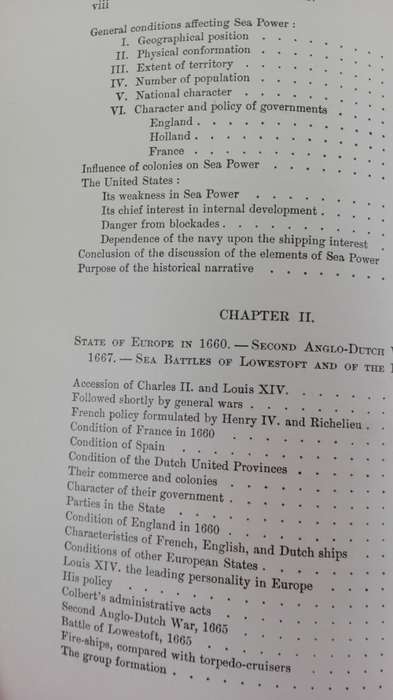 viii
General conditions affecting Sea Power :
I. Geographical position . . . . . .
II. Physical conformation . . . . .
III. Extent of territory . . . . . .
IV. Number of population . . . . .
V. National character . . . . . .
VI. Character and policy of governments .
England . . . . . . . .
Holland . . . . . . . .
France . . . . . . . .
Influence of colonies on Sea Power . . . . .
The United States :
Its weakness in Sea Power . . . . . .
Its chief interest in internal development . . . .
Danger from blockades . . . . . . .
Dependence of the navy upon the shipping interest
Conclusion of the discussion of the elements of Sea Power
Purpose of the historical narrative . . . . . .
CHAPTER II.
State of Europe in 1660. — Second Anglo-Dutch
1667. — Sea Battles of Lowestoft and of the
Accession of Charles II. and Louis XIV. . . . . .
Followed shortly by general wars . . . . . .
French policy formulated by Henry IV. and Richelieu . .
Condition of France in 1660 . . . . . . .
Condition of Spain . . . . . . . .
Condition of the Dutch United Provinces . . . . .
Their commerce and colonies . . . . . .
Character of their government . . . . . .
Parties in the State . . . . . . . .
Condition of England in 1660 . . . . . .
Characteristics of French, English, and Dutch ships . .
Conditions of other European States . . . . . .
Louis XIV. the leading personality in Europe . . .
His policy . . . . . . . . .
Colbert's administrative acts . . . . . .
Second Anglo-Dutch War, 1665 . . . . . .
Battle of Lowestoft, 1665 . . . . . . .
Fire-ships, compared with torpedo-cruisers . . . .
The group formation . . . . . . . .